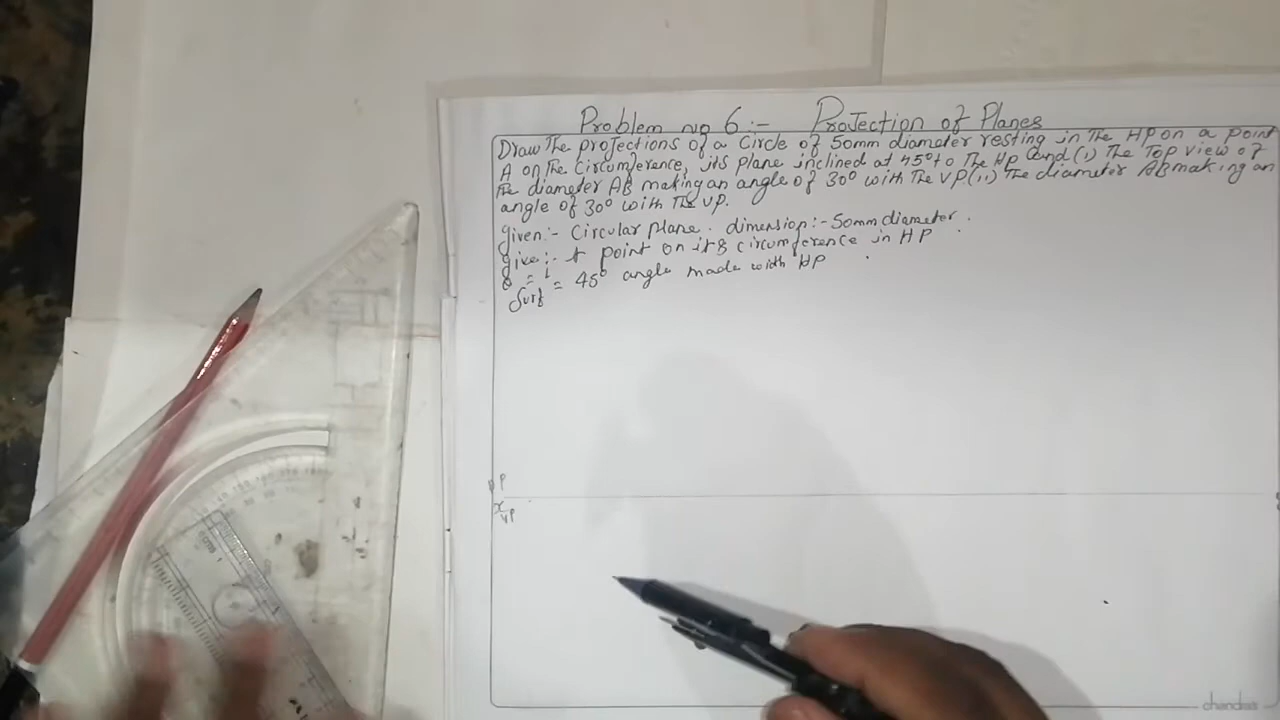 Problem no 6:- Projection of Planes
Draw The projections of a Circle of 50mm diameter resting in The HP on a point
A on The Circumference, its plane inclined at 45° to The Hp and (i) The Top view of
The diameter AB making an angle of 30° with The VP (ii) The diameter AB making an
angle of 30° with The VP.
given:- Circular plane. dimension:- 50mm diameter.
give:- A point on it's circumference in HP
Surf = 45° angle made with HP
x
VP
chandas